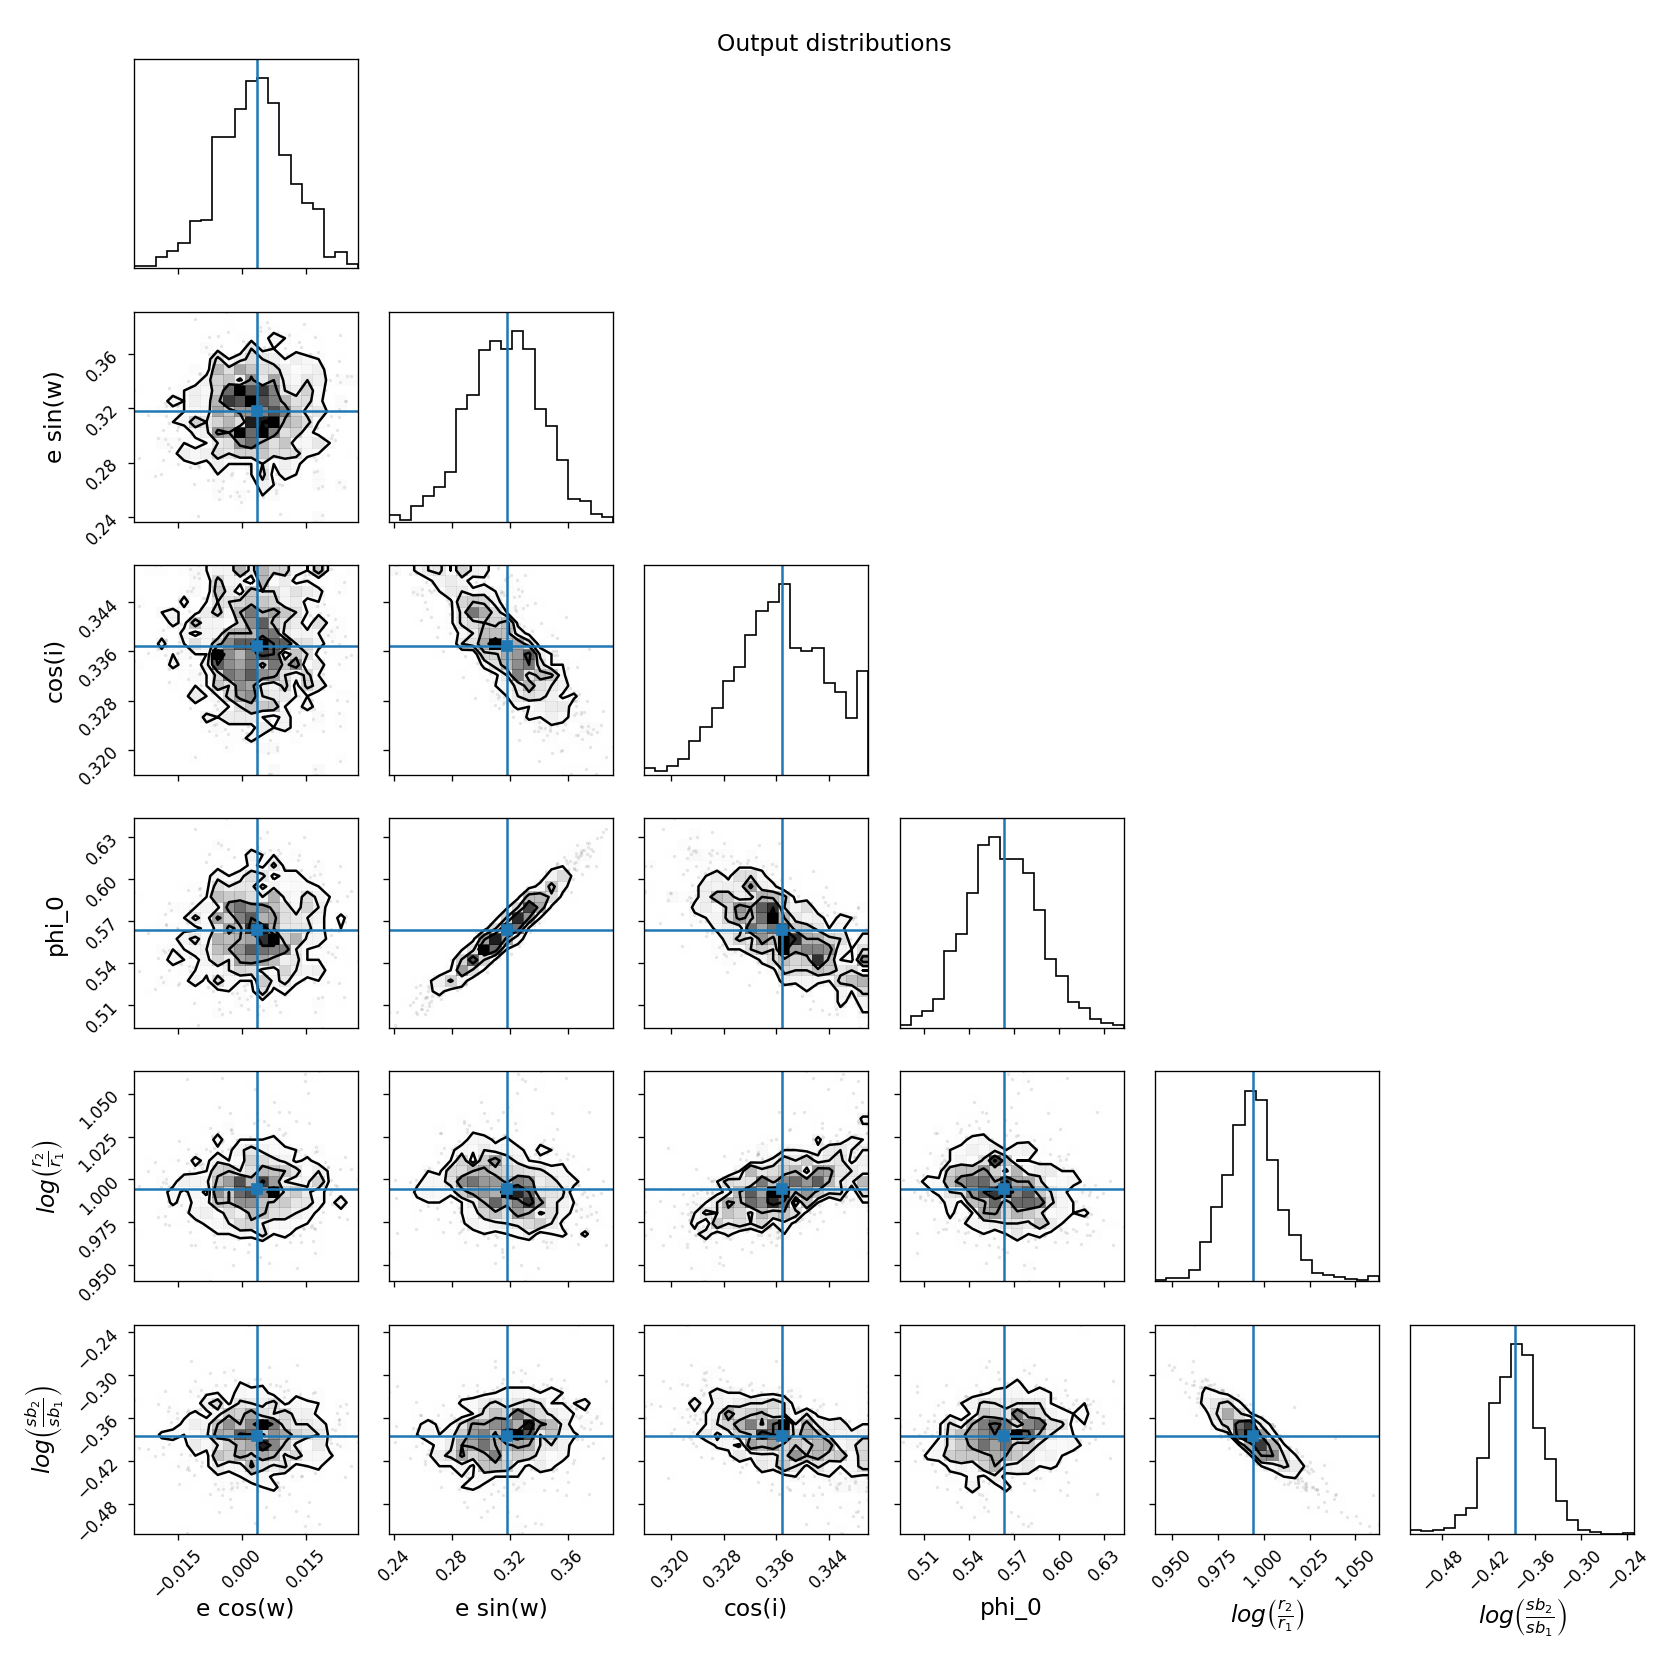 Output distributions
e sin(w)
0.36
0.32
0.28
0.24
cos(i)
0.344
0.336
0.328
0.320
phi_0
0.63
0.60
0.57
0.54
0.51
log(r₂/r₁)
1.050
1.025
1.000
0.975
0.950
log(sb₂/sb₁)
−0.24
−0.30
−0.36
−0.42
−0.48
−0.015 0.000 0.015 0.24 0.28 0.32 0.36 0.320 0.328 0.336 0.344 0.51 0.54 0.57 0.60 0.63 0.950 0.975 1.000 1.025 1.050 −0.48 −0.42 −0.36 −0.30 −0.24
e cos(w) e sin(w) cos(i) phi_0 log(r₂/r₁) log(sb₂/sb₁)